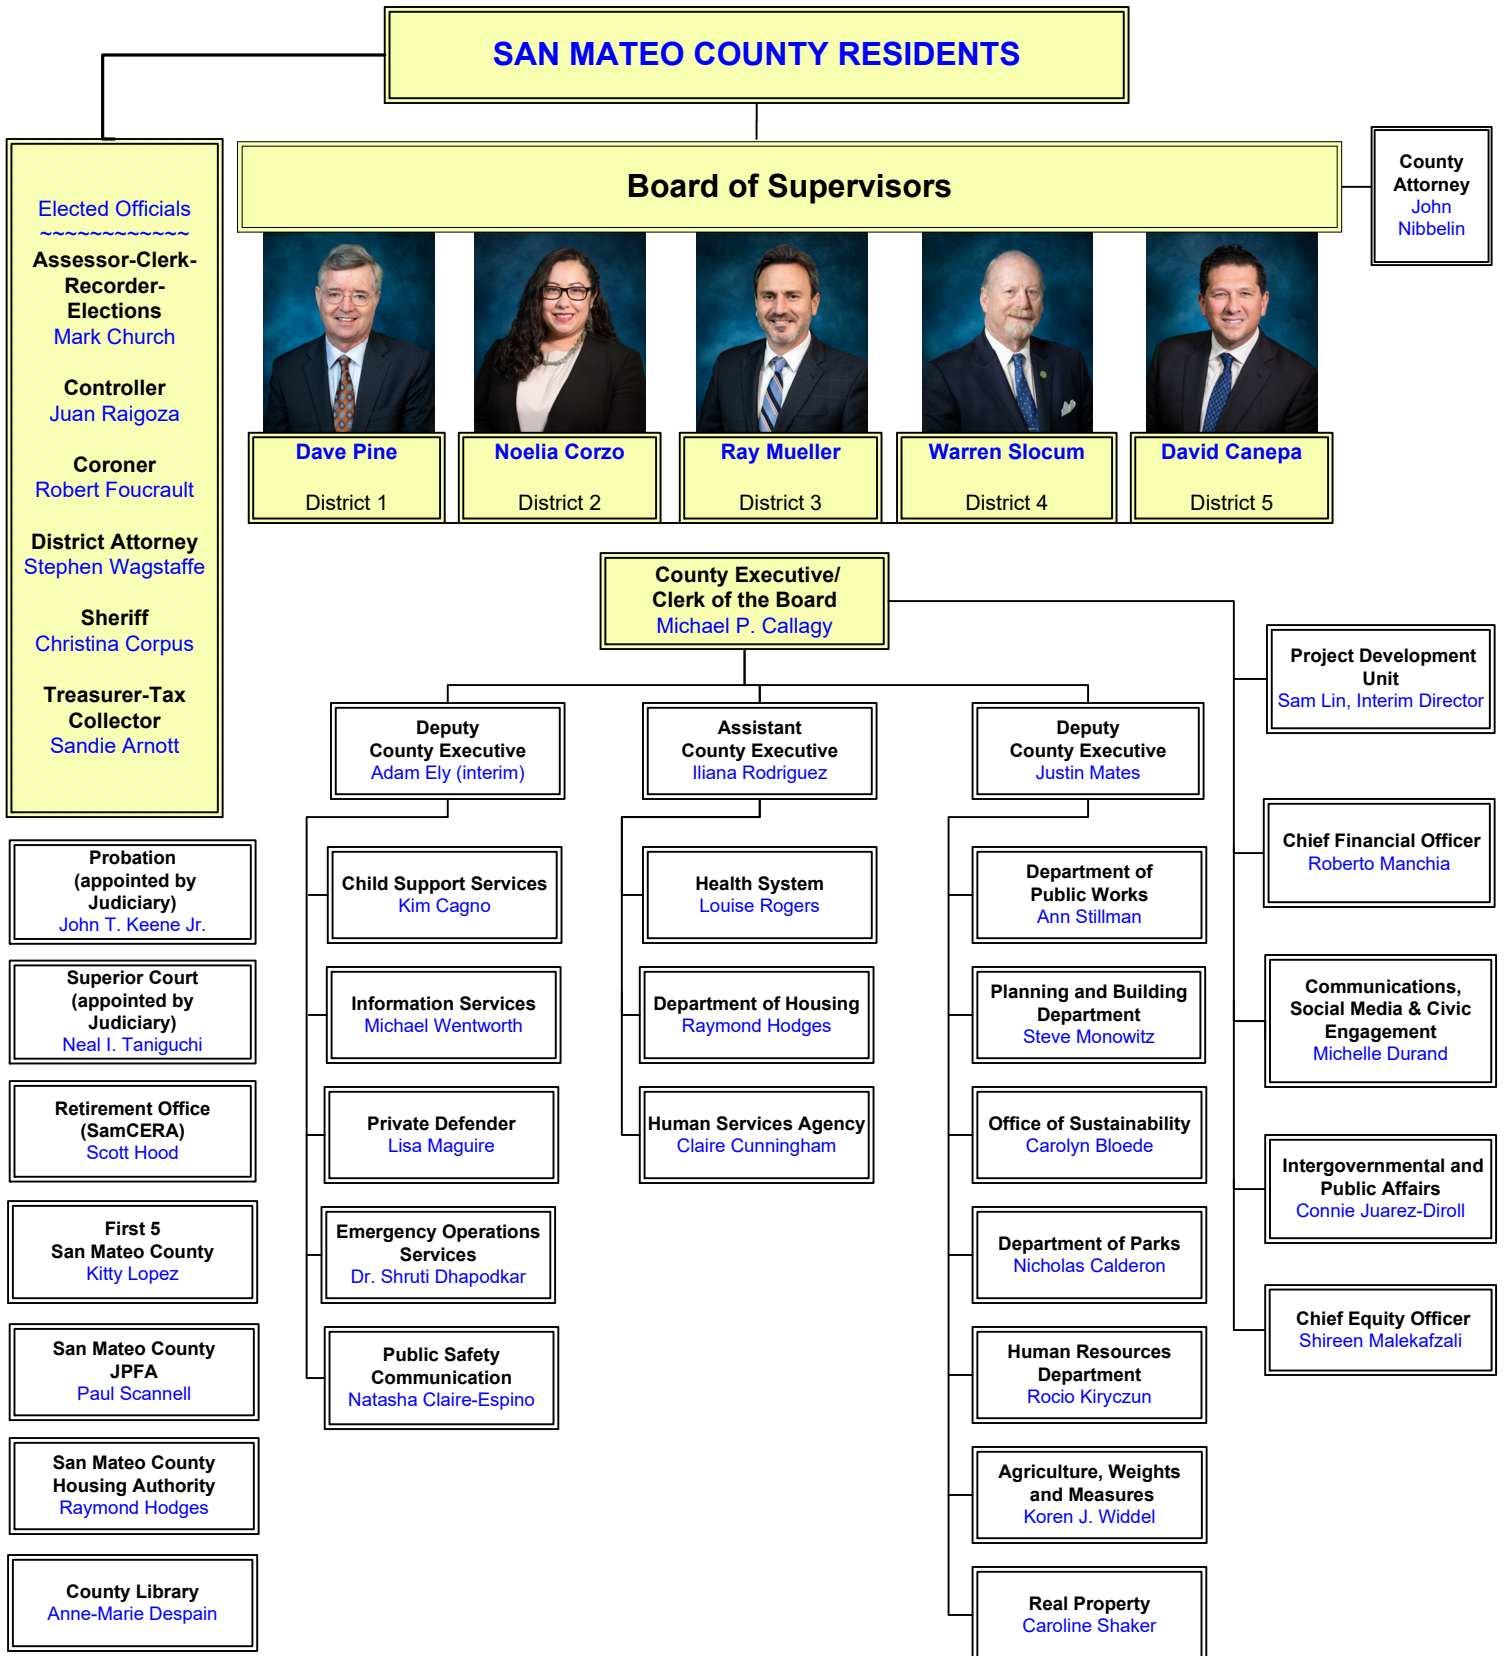 SAN MATEO COUNTY RESIDENTS
Board of Supervisors
County
Attorney
John
Nibbelin
Elected Officials
~~~~~~~~~~~~
Assessor-Clerk-
Recorder-
Elections
Mark Church
Controller
Juan Raigoza
Coroner
Robert Foucrault
District Attorney
Stephen Wagstaffe
Sheriff
Christina Corpus
Treasurer-Tax
Collector
Sandie Arnott
Dave Pine
District 1
Noelia Corzo
District 2
Ray Mueller
District 3
Warren Slocum
District 4
David Canepa
District 5
County Executive/
Clerk of the Board
Michael P. Callagy
Deputy
County Executive
Adam Ely (interim)
Assistant
County Executive
Iliana Rodriguez
Deputy
County Executive
Justin Mates
Project Development
Unit
Sam Lin, Interim Director
Chief Financial Officer
Roberto Manchia
Communications,
Social Media & Civic
Engagement
Michelle Durand
Intergovernmental and
Public Affairs
Connie Juarez-Diroll
Chief Equity Officer
Shireen Malekafzali
Probation
(appointed by
Judiciary)
John T. Keene Jr.
Superior Court
(appointed by
Judiciary)
Neal I. Taniguchi
Retirement Office
(SamCERA)
Scott Hood
First 5
San Mateo County
Kitty Lopez
San Mateo County
JPFA
Paul Scannell
San Mateo County
Housing Authority
Raymond Hodges
County Library
Anne-Marie Despain
Child Support Services
Kim Cagno
Information Services
Michael Wentworth
Private Defender
Lisa Maguire
Emergency Operations
Services
Dr. Shruti Dhapodkar
Public Safety
Communication
Natasha Claire-Espino
Health System
Louise Rogers
Department of Housing
Raymond Hodges
Human Services Agency
Claire Cunningham
Department of
Public Works
Ann Stillman
Planning and Building
Department
Steve Monowitz
Office of Sustainability
Carolyn Bloede
Department of Parks
Nicholas Calderon
Human Resources
Department
Rocio Kiryczun
Agriculture, Weights
and Measures
Koren J. Widdel
Real Property
Caroline Shaker